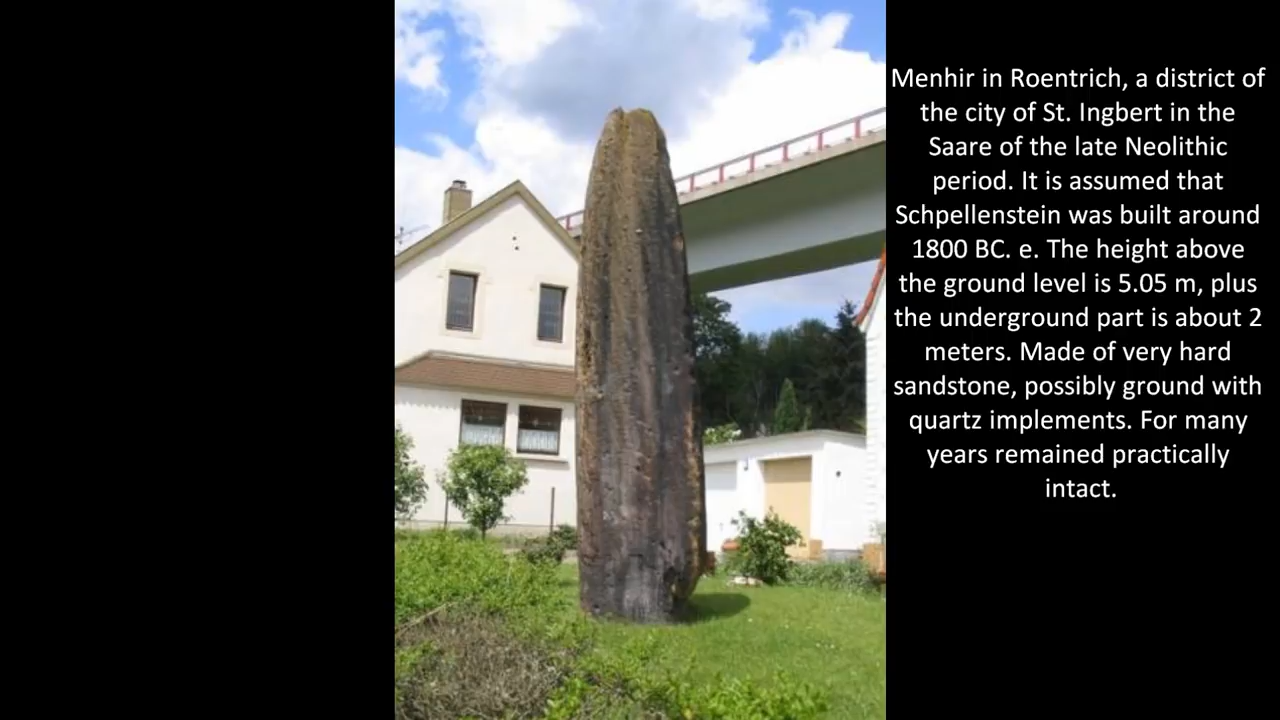 Menhir in Roentrich, a district of
the city of St. Ingbert in the
Saare of the late Neolithic
period. It is assumed that
Schpellenstein was built around
1800 BC. e. The height above
the ground level is 5.05 m, plus
the underground part is about 2
meters. Made of very hard
sandstone, possibly ground with
quartz implements. For many
years remained practically
intact.